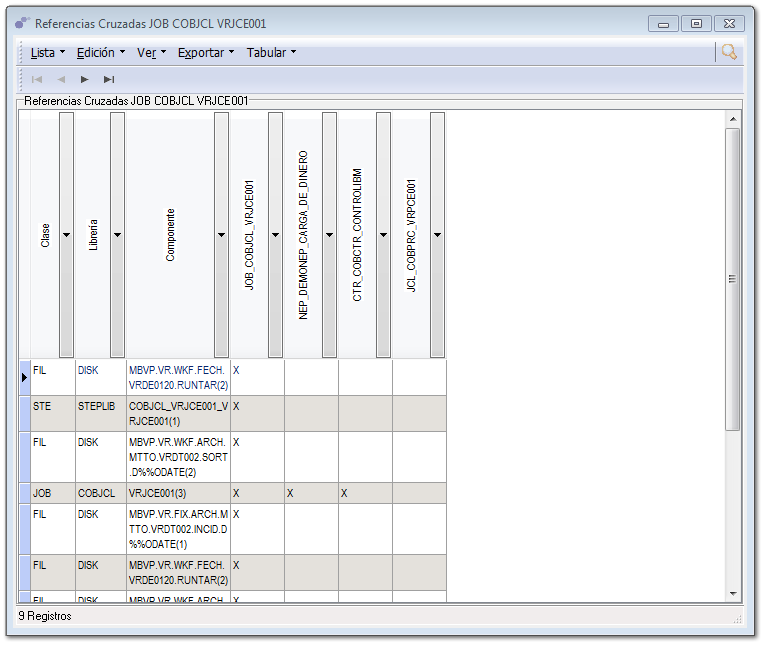 Referencias Cruzadas JOB COBJCL VRJCE001
Lista Edición Ver Exportar Tabular
Referencias Cruzadas JOB COBJCL VRJCE001
Clase Librería Componente JOB_COBJCL_VRJCE001 NEP_DEMONEP_CARGA_DE_DINERO CTR_COBCTR_CONTROLIBM JCL_COBPRC_VRPCE001
FIL DISK MBVP.VR.WKF.FECH. X
VRDE0120.RUNTAR(2)
STE STEPLIB COBJCL_VRJCE001_V X
RJCE001(1)
FIL DISK MBVP.VR.WKF.ARCH. X
MTTO.VRDT002.SORT
.D%%ODATE(2)
JOB COBJCL VRJCE001(3) X X X
FIL DISK MBVP.VR.FIX.ARCH.M X
TTO.VRDT002.INCID.D
%%ODATE(1)
FIL DISK MBVP.VR.WKF.FECH. X
VRDE0120.RUNTAR(2)
FIL DISK MBVP.VR.WKF.ARCH. X
9 Registros